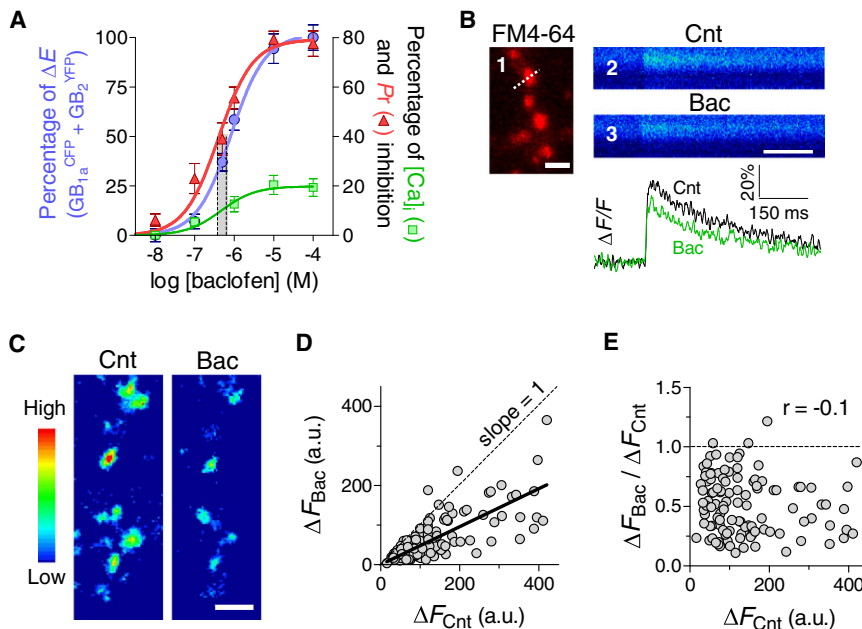 A
Percentage of ΔE
(GB1a^CFP + GB2^YFP)
100
75
50
25
0
80
60
40
20
0
Percentage of [Ca]i (■)
and Pr (▲) inhibition
-8 -7 -6 -5 -4
log [baclofen] (M)
B
FM4-64
1
Cnt
2
Bac
3
20%
150 ms
ΔF/F
Cnt
Bac
C
Cnt Bac
High
Low
D
slope = 1
ΔFBac (a.u.)
400
200
0
0 200 400
ΔFCnt (a.u.)
E
r = -0.1
ΔFBac / ΔFCnt
1.5
1.0
0.5
0.0
0 200 400
ΔFCnt (a.u.)